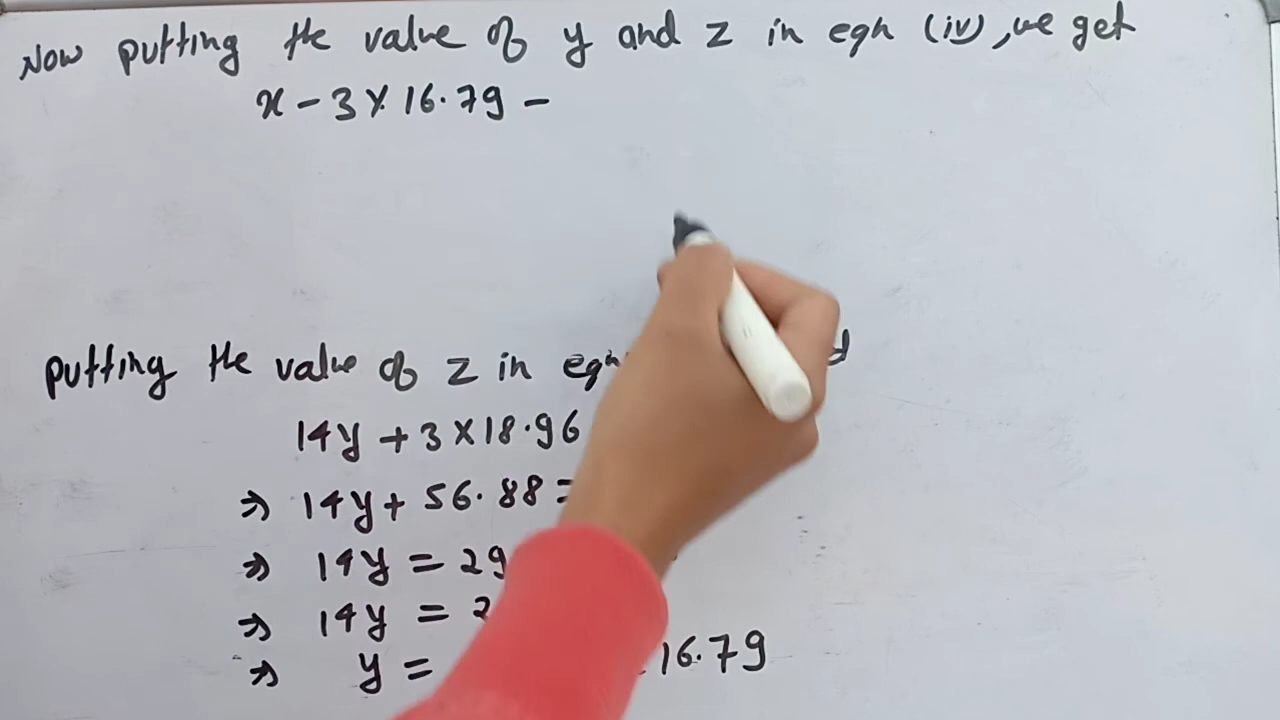 Now putting the value of y and z in eqn (iv), we get
x - 3 × 16.79 -
putting the value of z in eqn
14y + 3 × 18.96
⇒ 14y + 56.88 =
⇒ 14y = 29
⇒ 14y = 2
⇒ y = 16.79